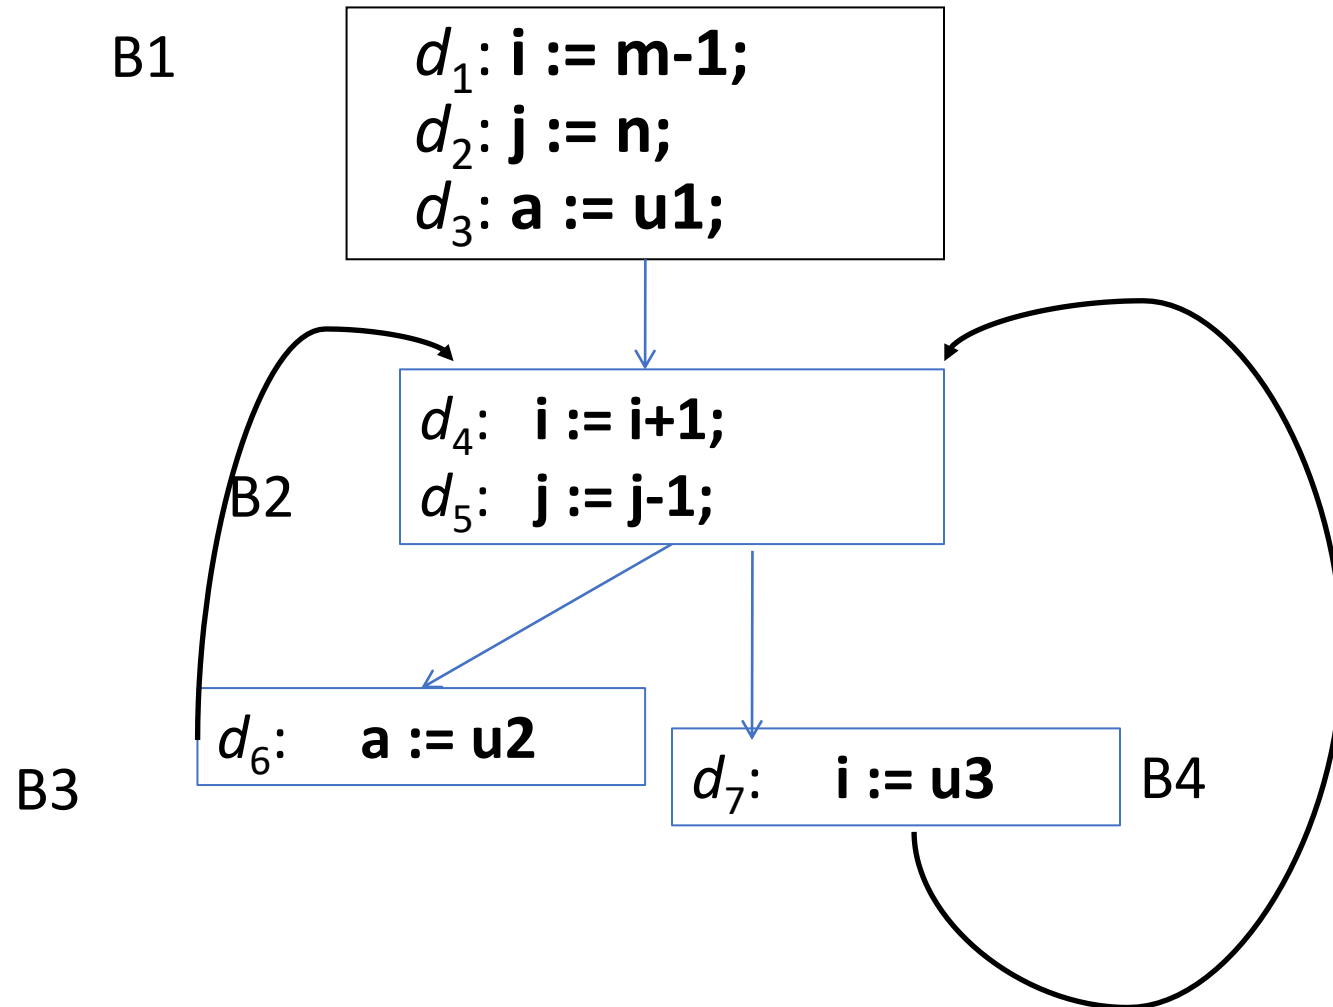 B1
d1: i := m-1;
d2: j := n;
d3: a := u1;
d4: i := i+1;
d5: j := j-1;
B2
d6: a := u2
B3
d7: i := u3
B4